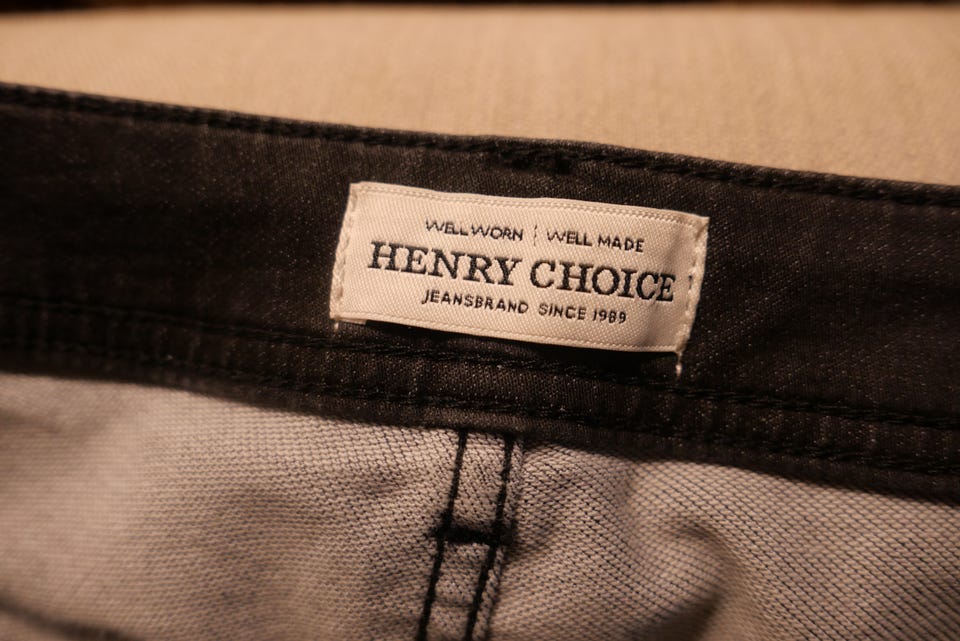 WELL WORN ¦ WELL MADE
HENRY CHOICE
JEANSBRAND SINCE 1989